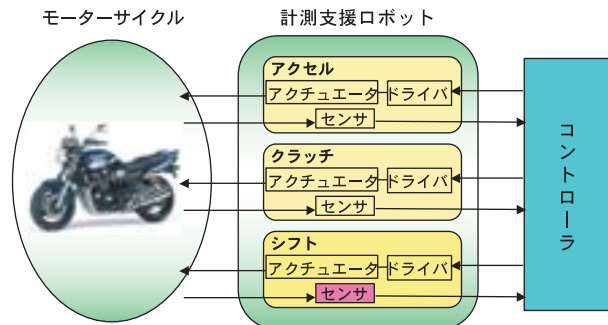 モーターサイクル
計測支援ロボット
アクセル
アクチュエータ ドライバ
センサ
クラッチ
アクチュエータ ドライバ
センサ
シフト
アクチュエータ ドライバ
センサ
コントローラ